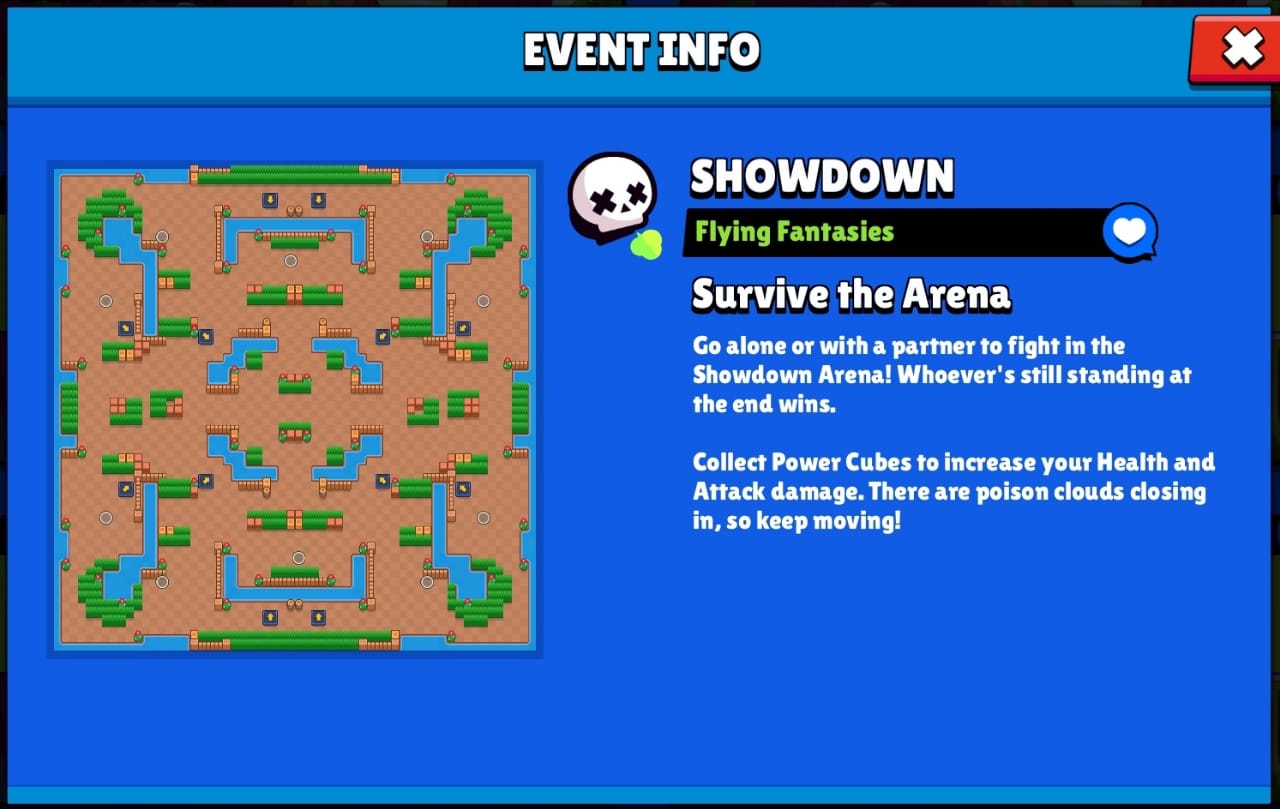 EVENT INFO
SHOWDOWN
Flying Fantasies
Survive the Arena
Go alone or with a partner to fight in the
Showdown Arena! Whoever's still standing at
the end wins.
Collect Power Cubes to increase your Health and
Attack damage. There are poison clouds closing
in, so keep moving!